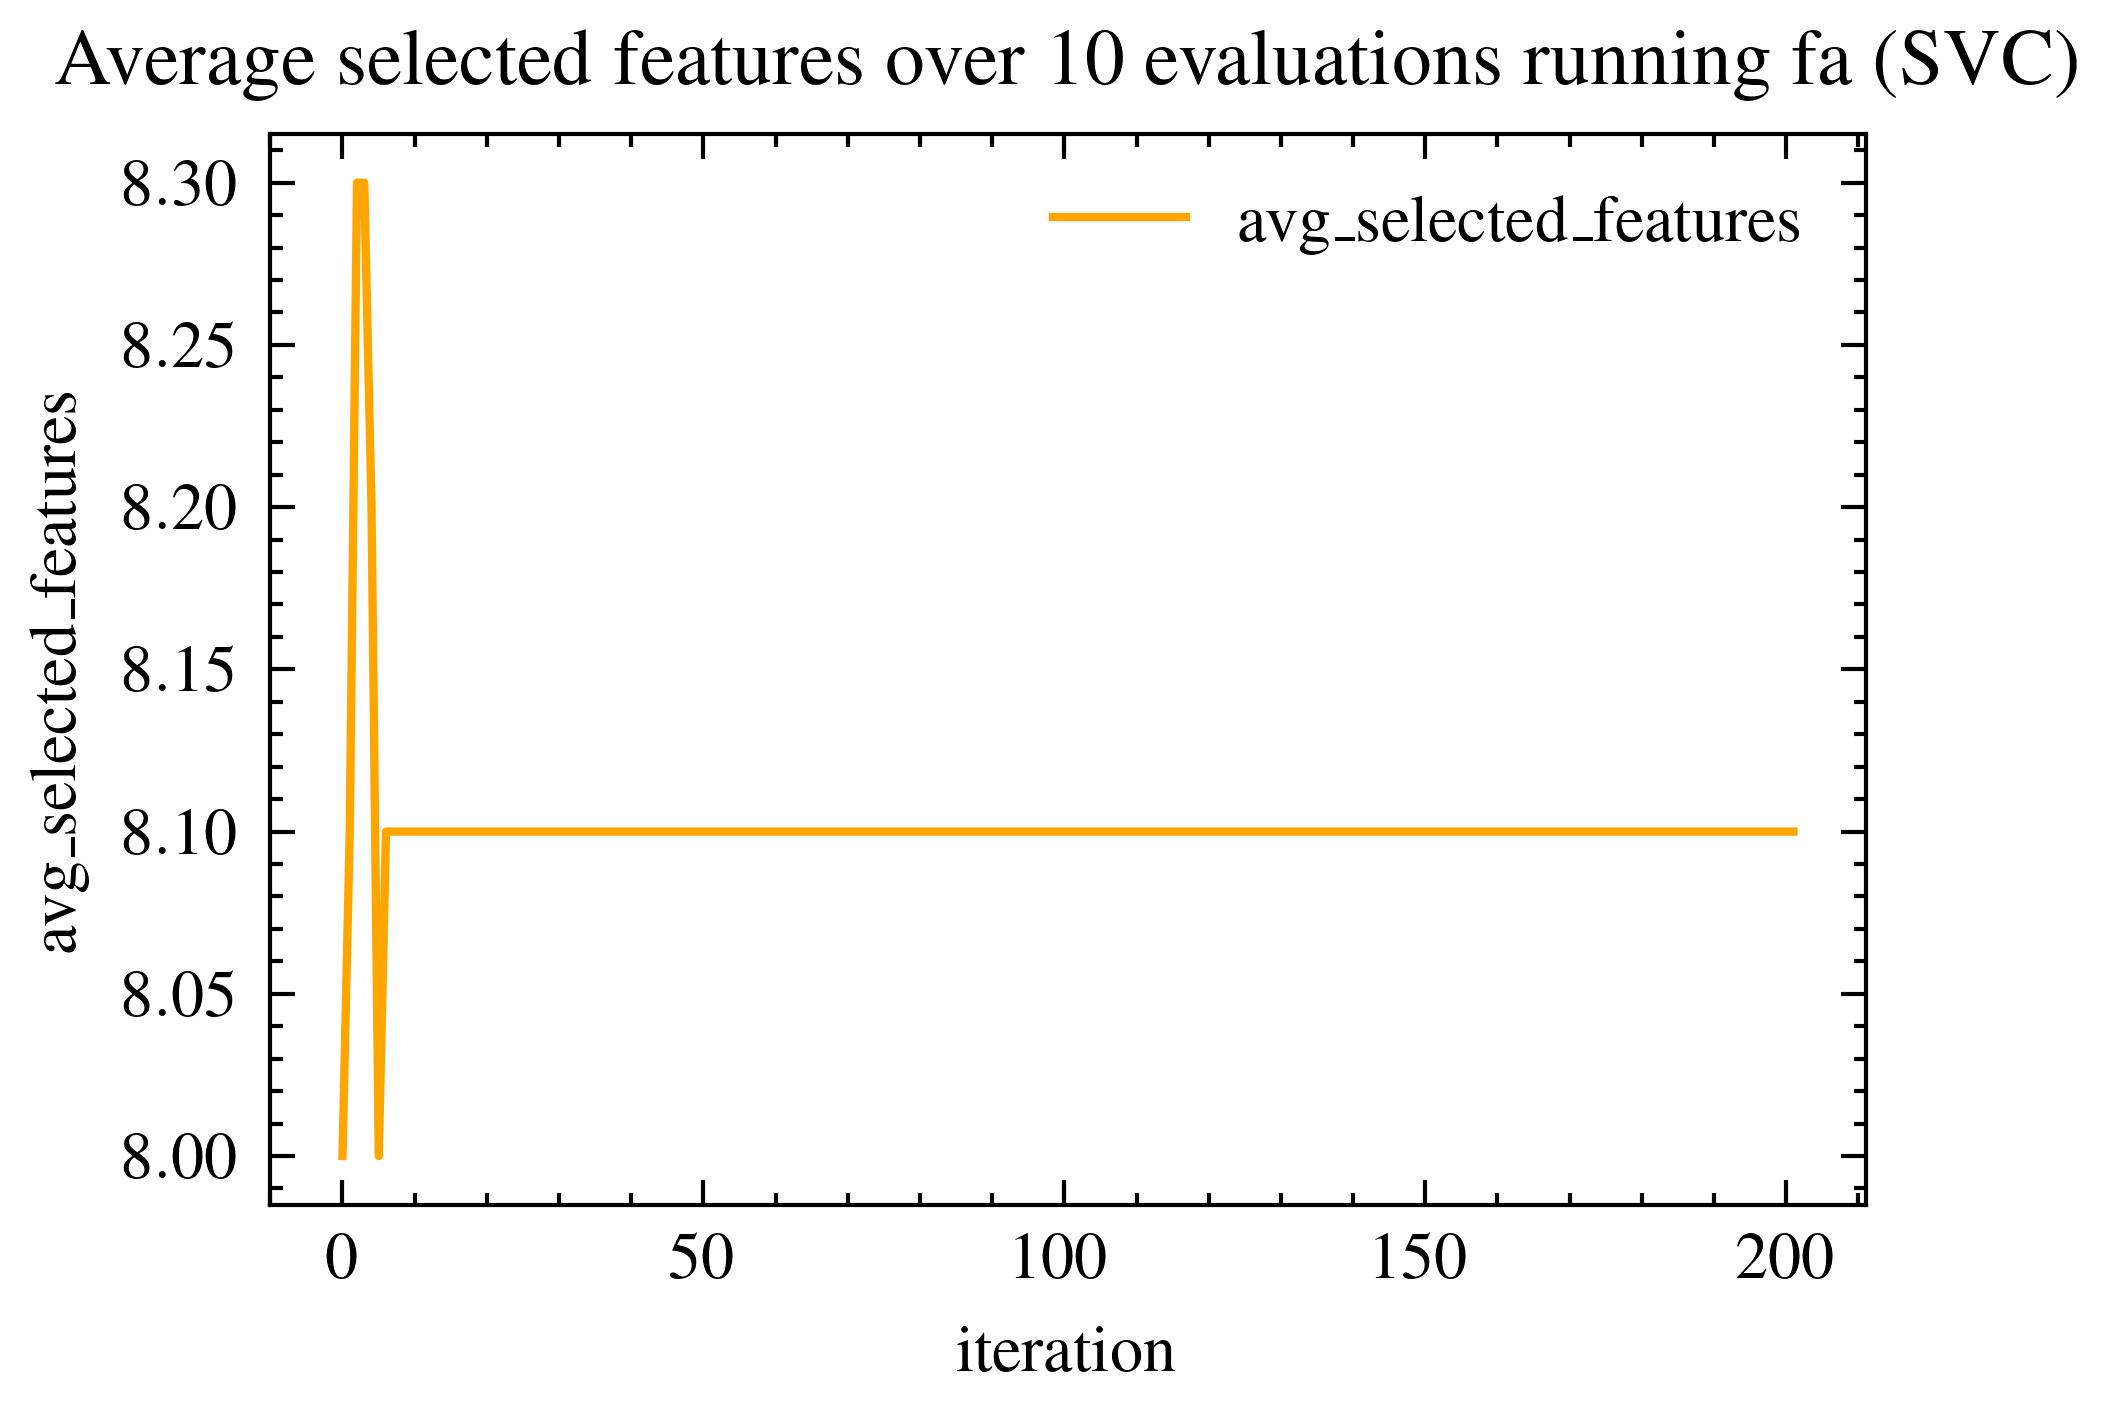 Average selected features over 10 evaluations running fa (SVC)
avg_selected_features
8.30
8.25
8.20
8.15
8.10
8.05
8.00
avg_selected_features
0 50 100 150 200
iteration